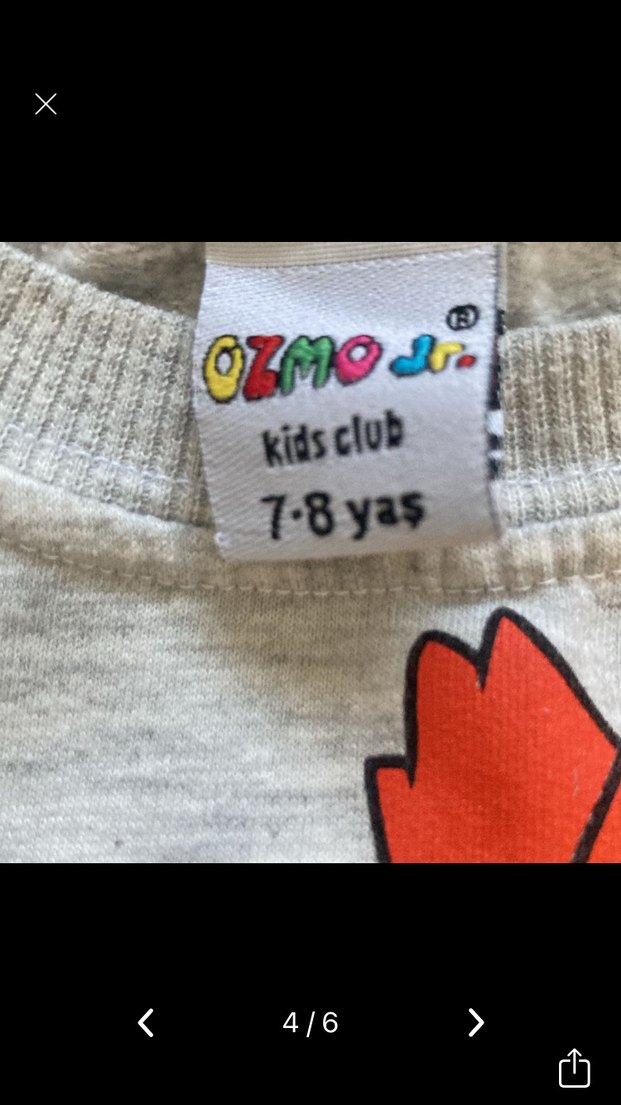 OZMO Jr. ®
kids club
7-8 yaş
4 / 6